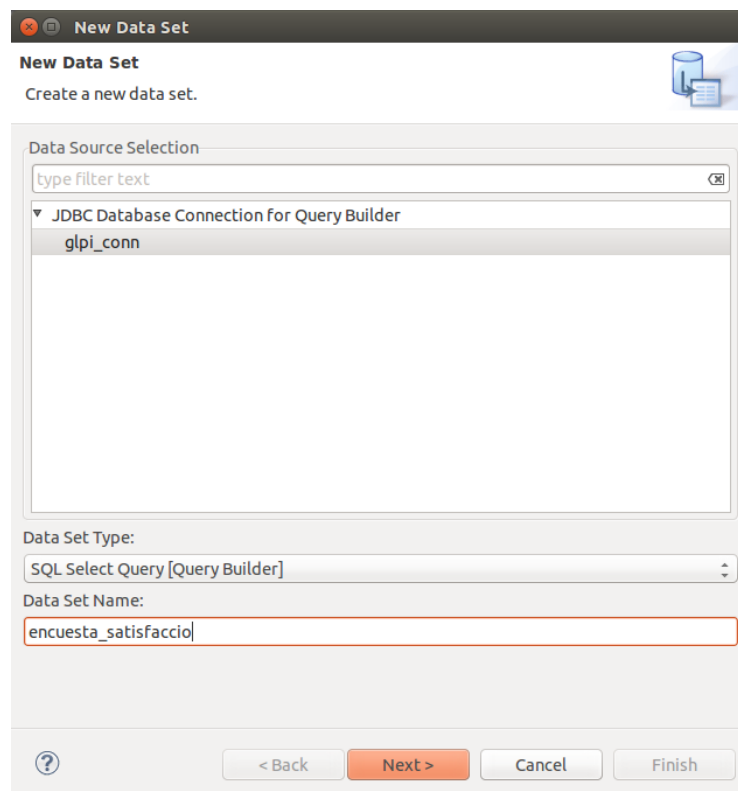 New Data Set
New Data Set
Create a new data set.
Data Source Selection
type filter text
JDBC Database Connection for Query Builder
glpi_conn
Data Set Type:
SQL Select Query [Query Builder]
Data Set Name:
encuesta_satisfaccio
? < Back Next > Cancel Finish